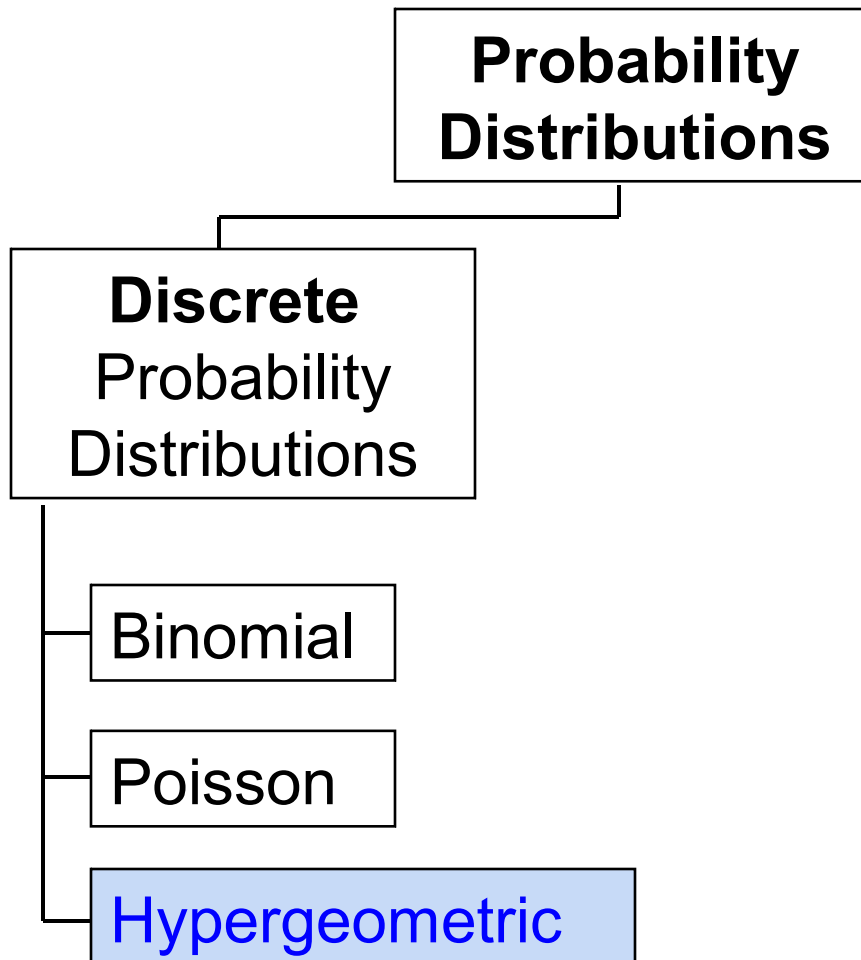 Probability
Distributions
Discrete
Probability
Distributions
Binomial
Poisson
Hypergeometric